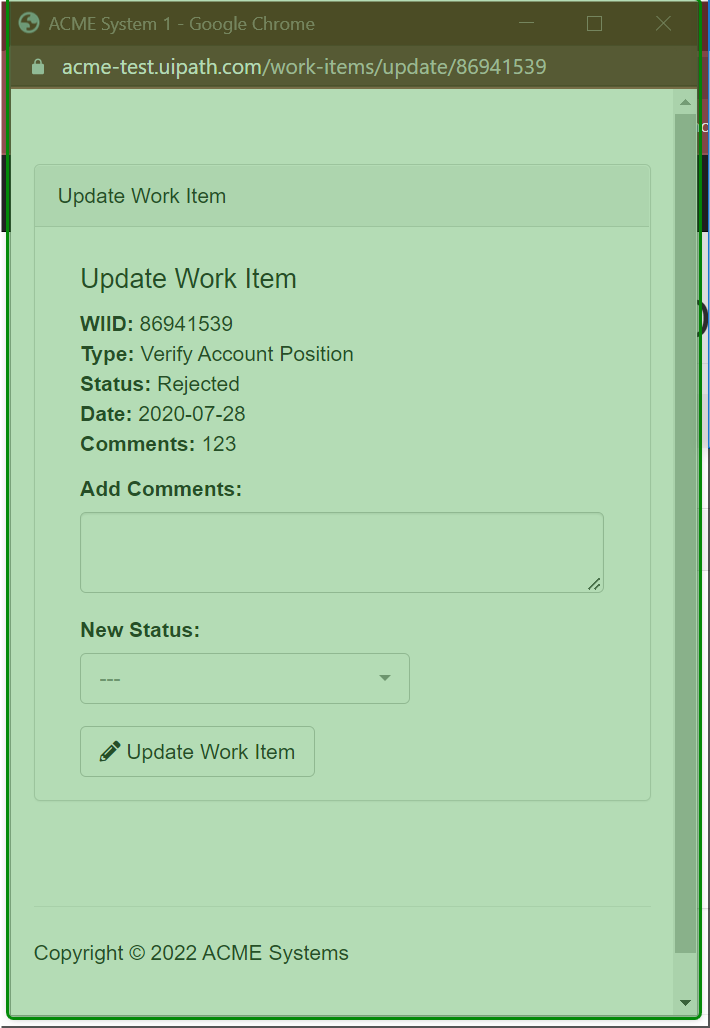 ACME System 1 - Google Chrome
acme-test.uipath.com/work-items/update/86941539
Update Work Item
Update Work Item
WIID: 86941539
Type: Verify Account Position
Status: Rejected
Date: 2020-07-28
Comments: 123
Add Comments:
New Status:
---
Update Work Item
Copyright © 2022 ACME Systems